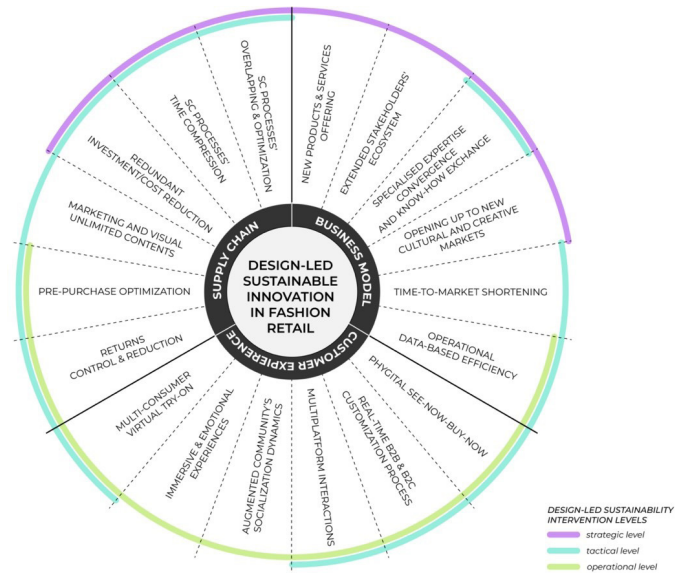 DESIGN-LED
SUSTAINABLE
INNOVATION
IN FASHION
RETAIL
SUPPLY CHAIN
BUSINESS MODEL
CUSTOMER EXPIERENCE
NEW PRODUCTS & SERVICES
OFFERING
EXTENDED STAKEHOLDERS'
ECOSYSTEM
SPECIALISED EXPERTISE
CONVERGENCE
AND KNOW-HOW EXCHANGE
OPENING UP TO NEW
CULTURAL AND CREATIVE
MARKETS
TIME-TO-MARKET SHORTENING
OPERATIONAL
DATA-BASED EFFICIENCY
PHYGITAL SEE-NOW-BUY-NOW
REAL-TIME B2B & B2C
CUSTOMIZATION PROCESS
MULTIPLATFORM INTERACTIONS
AUGMENTED COMMUNITY'S
SOCIALIZATION DYNAMICS
IMMERSIVE & EMOTIONAL
EXPERIENCES
MULTI-CONSUMER
VIRTUAL TRY-ON
RETURNS
CONTROL & REDUCTION
PRE-PURCHASE OPTIMIZATION
MARKETING AND VISUAL
UNLIMITED CONTENTS
REDUNDANT
INVESTMENT/COST REDUCTION
SC PROCESSES'
TIME COMPRESSION
SC PROCESSES'
OVERLAPPING & OPTIMIZATION
DESIGN-LED SUSTAINABILITY
INTERVENTION LEVELS
strategic level
tactical level
operational level